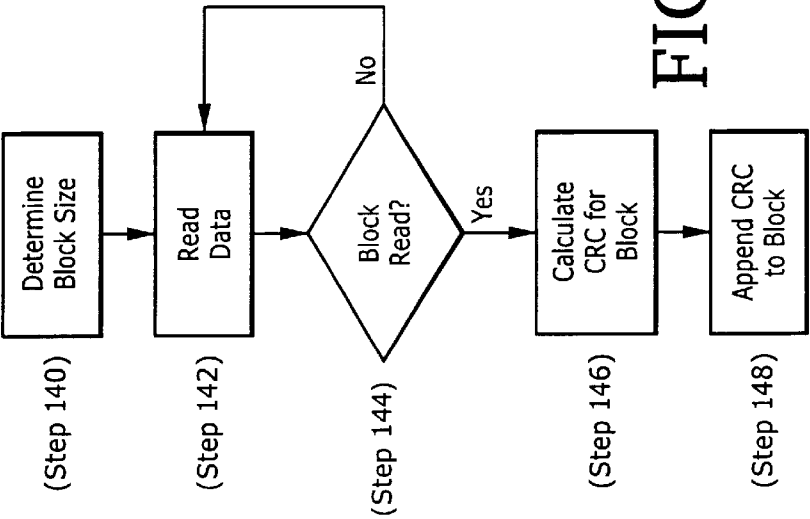 Determine
Block Size
(Step 140)
Read
Data
(Step 142)
No
Block
Read?
(Step 144)
Yes
Calculate
CRC for
Block
(Step 146)
Append CRC
to Block
(Step 148)